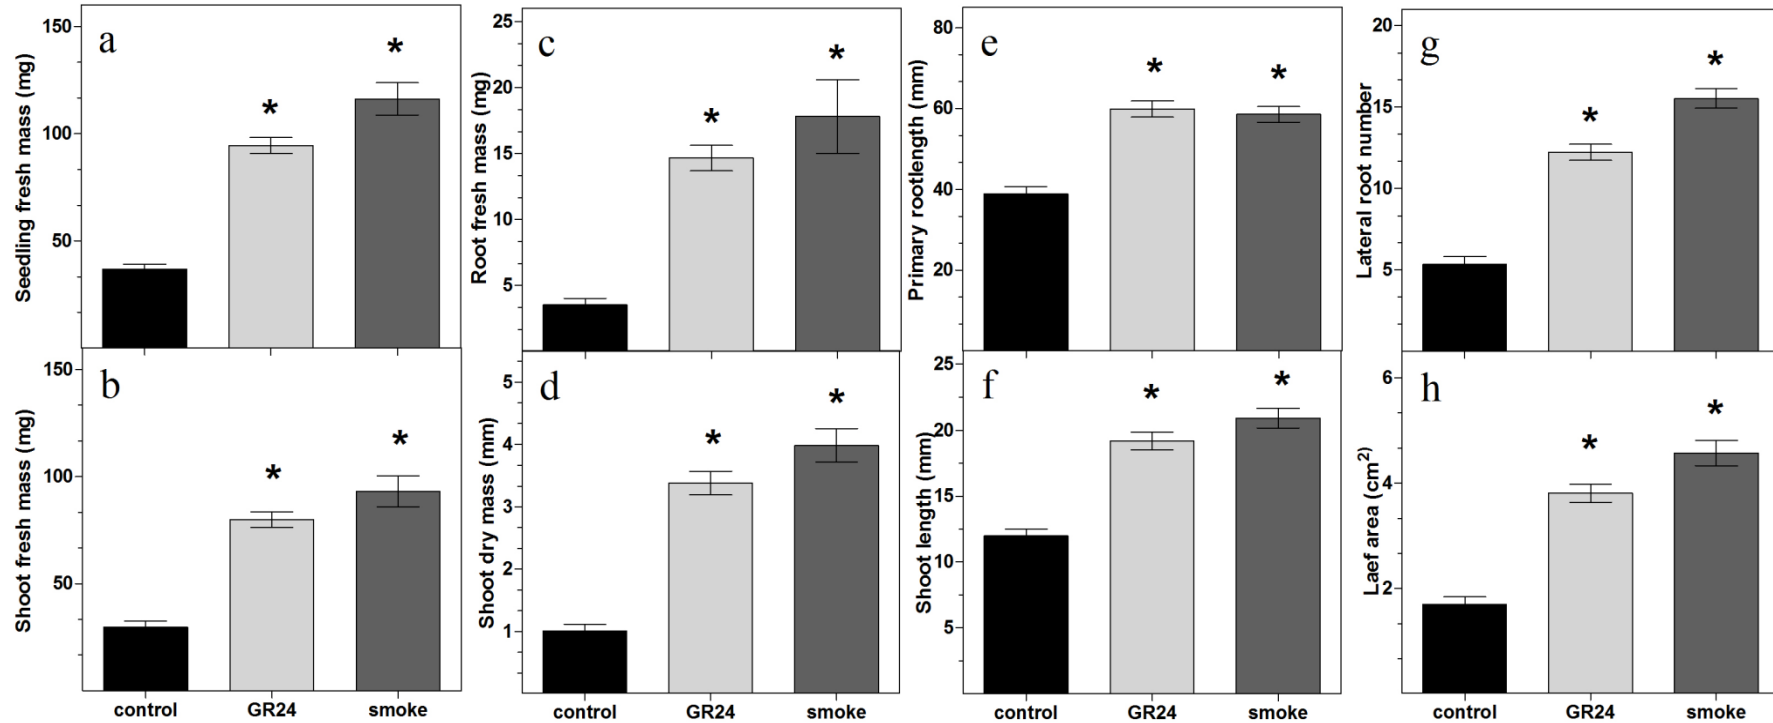 a
Seedling fresh mass (mg)
150
100
50
*
*
c
Root fresh mass (mg)
25
20
15
10
5
*
*
e
Primary rootlength (mm)
80
60
40
20
*
*
g
Lateral root number
20
15
10
5
*
*
b
Shoot fresh mass (mg)
150
100
50
*
*
control GR24 smoke
d
Shoot dry mass (mm)
5
4
3
2
1
*
*
control GR24 smoke
f
Shoot length (mm)
25
20
15
10
5
*
*
control GR24 smoke
h
Laef area (cm²)
6
4
2
*
*
control GR24 smoke